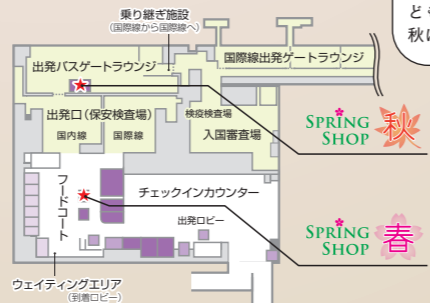 乗り継ぎ施設
(国際線から国際線へ)
国際線出発ゲートラウンジ
出発バスゲートラウンジ
出発口(保安検査場)
国内線
国際線
検疫検査場
入国審査場
SPRING
SHOP
秋
フードコート
チェックインカウンター
出発ロビー
SPRING
SHOP
春
ウェイティングエリア
(到着ロビー)